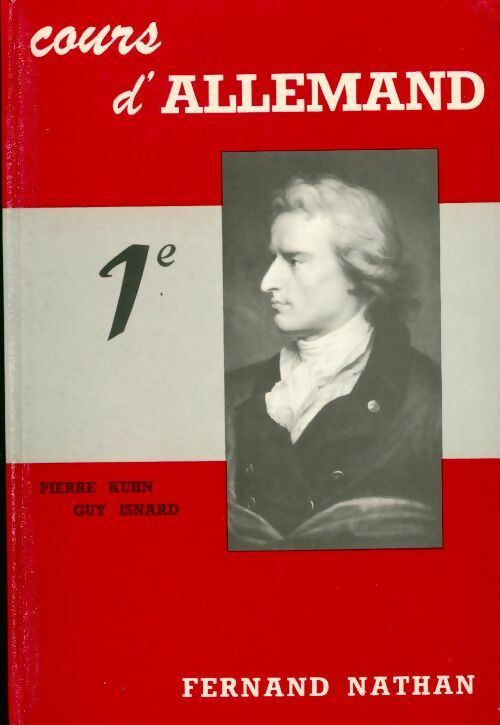 cours
d'ALLEMAND
1e
PIERRE KUHN
GUY ISNARD
FERNAND NATHAN